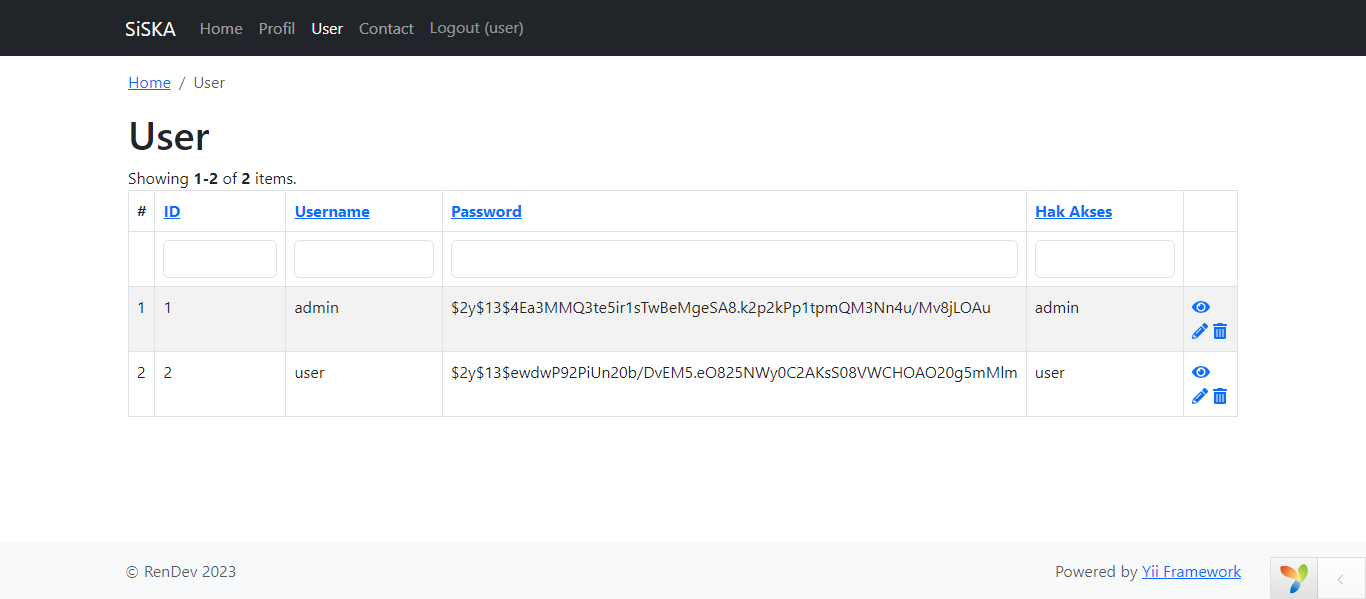 SiSKA Home Profil User Contact Logout (user)
Home / User
User
Showing 1-2 of 2 items.
# ID Username Password Hak Akses
1 1 admin $2y$13$4Ea3MMQ3te5ir1sTwBeMgeSA8.k2p2kPp1tpmQM3Nn4u/Mv8jLOAu admin
2 2 user $2y$13$ewdwP92PiUn20b/DvEM5.eO825NWy0C2AKsS08VWCHOAO20g5mMlm user
© RenDev 2023 Powered by Yii Framework